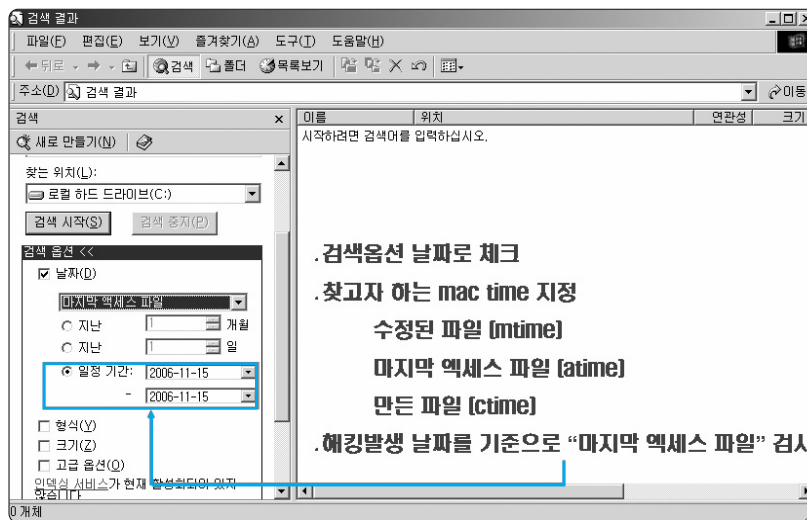 검색 결과
파일(F) 편집(E) 보기(V) 즐겨찾기(A) 도구(T) 도움말(H)
뒤로 검색 폴더 목록보기
주소(D) 검색 결과 이동
검색
새로 만들기(N)
찾는 위치(L):
로컬 하드 드라이브(C:)
검색 시작(S) 검색 중지(P)
검색 옵션 <<
날짜(D)
마지막 액세스 파일
지난 1 개월
지난 1 일
일정 기간: 2006-11-15
- 2006-11-15
형식(Y)
크기(Z)
고급 옵션(O)
인덱싱 서비스가 현재 활성화되어 있지
않습니다
이름 위치 연관성 크기
시작하려면 검색어를 입력하십시오.
.검색옵션 날짜로 체크
.찾고자 하는 mac time 지정
수정된 파일 (mtime)
마지막 엑세스 파일 (atime)
만든 파일 (ctime)
.해킹발생 날짜를 기준으로 “마지막 엑세스 파일” 검사
0 개체